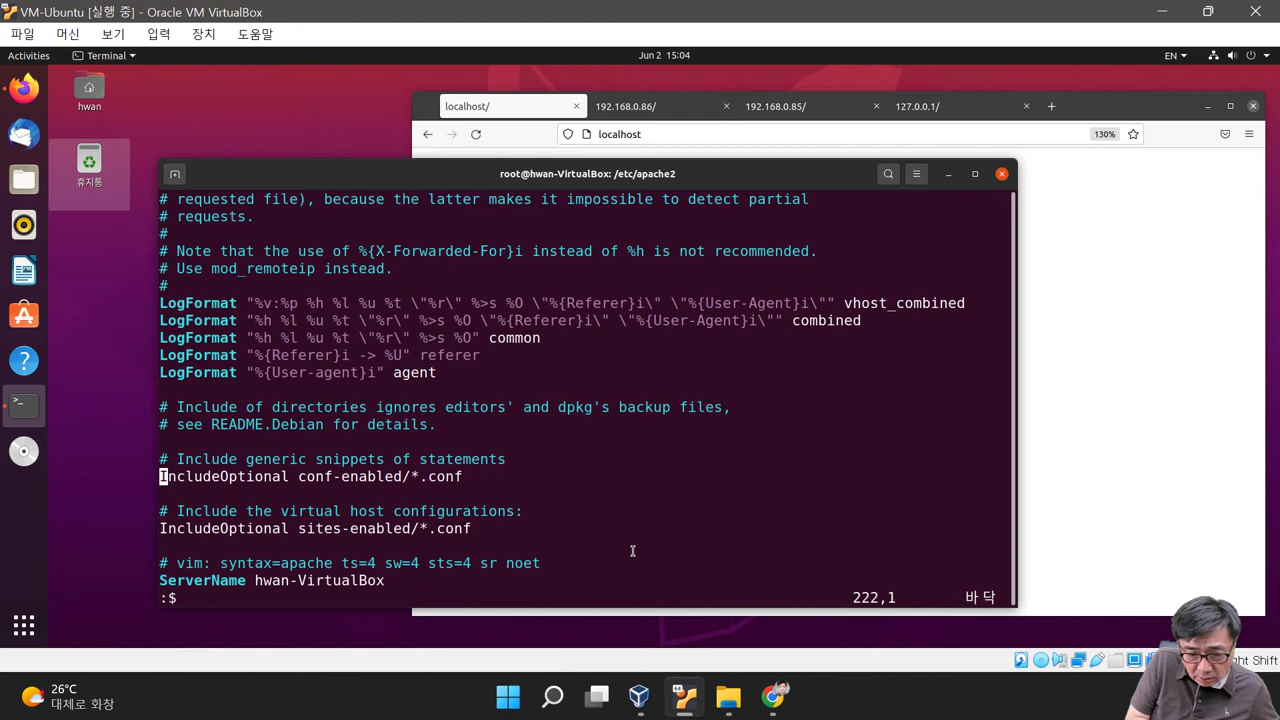 VM-Ubuntu [실행 중] - Oracle VM VirtualBox
파일 머신 보기 입력 장치 도움말
Activities Terminal Jun 2 15:04 EN
hwan
휴지통
localhost/ 192.168.0.86/ 192.168.0.85/ 127.0.0.1/
localhost 130%
root@hwan-VirtualBox: /etc/apache2
# requested file), because the latter makes it impossible to detect partial
# requests.
#
# Note that the use of %{X-Forwarded-For}i instead of %h is not recommended.
# Use mod_remoteip instead.
#
LogFormat "%v:%p %h %l %u %t \"%r\" %>s %O \"%{Referer}i\" \"%{User-Agent}i\"" vhost_combined
LogFormat "%h %l %u %t \"%r\" %>s %O \"%{Referer}i\" \"%{User-Agent}i\"" combined
LogFormat "%h %l %u %t \"%r\" %>s %O" common
LogFormat "%{Referer}i -> %U" referer
LogFormat "%{User-agent}i" agent
# Include of directories ignores editors' and dpkg's backup files,
# see README.Debian for details.
# Include generic snippets of statements
IncludeOptional conf-enabled/*.conf
# Include the virtual host configurations:
IncludeOptional sites-enabled/*.conf
# vim: syntax=apache ts=4 sw=4 sts=4 sr noet
ServerName hwan-VirtualBox
:$ 222,1 바닥
Shift
26°C
대체로 화창